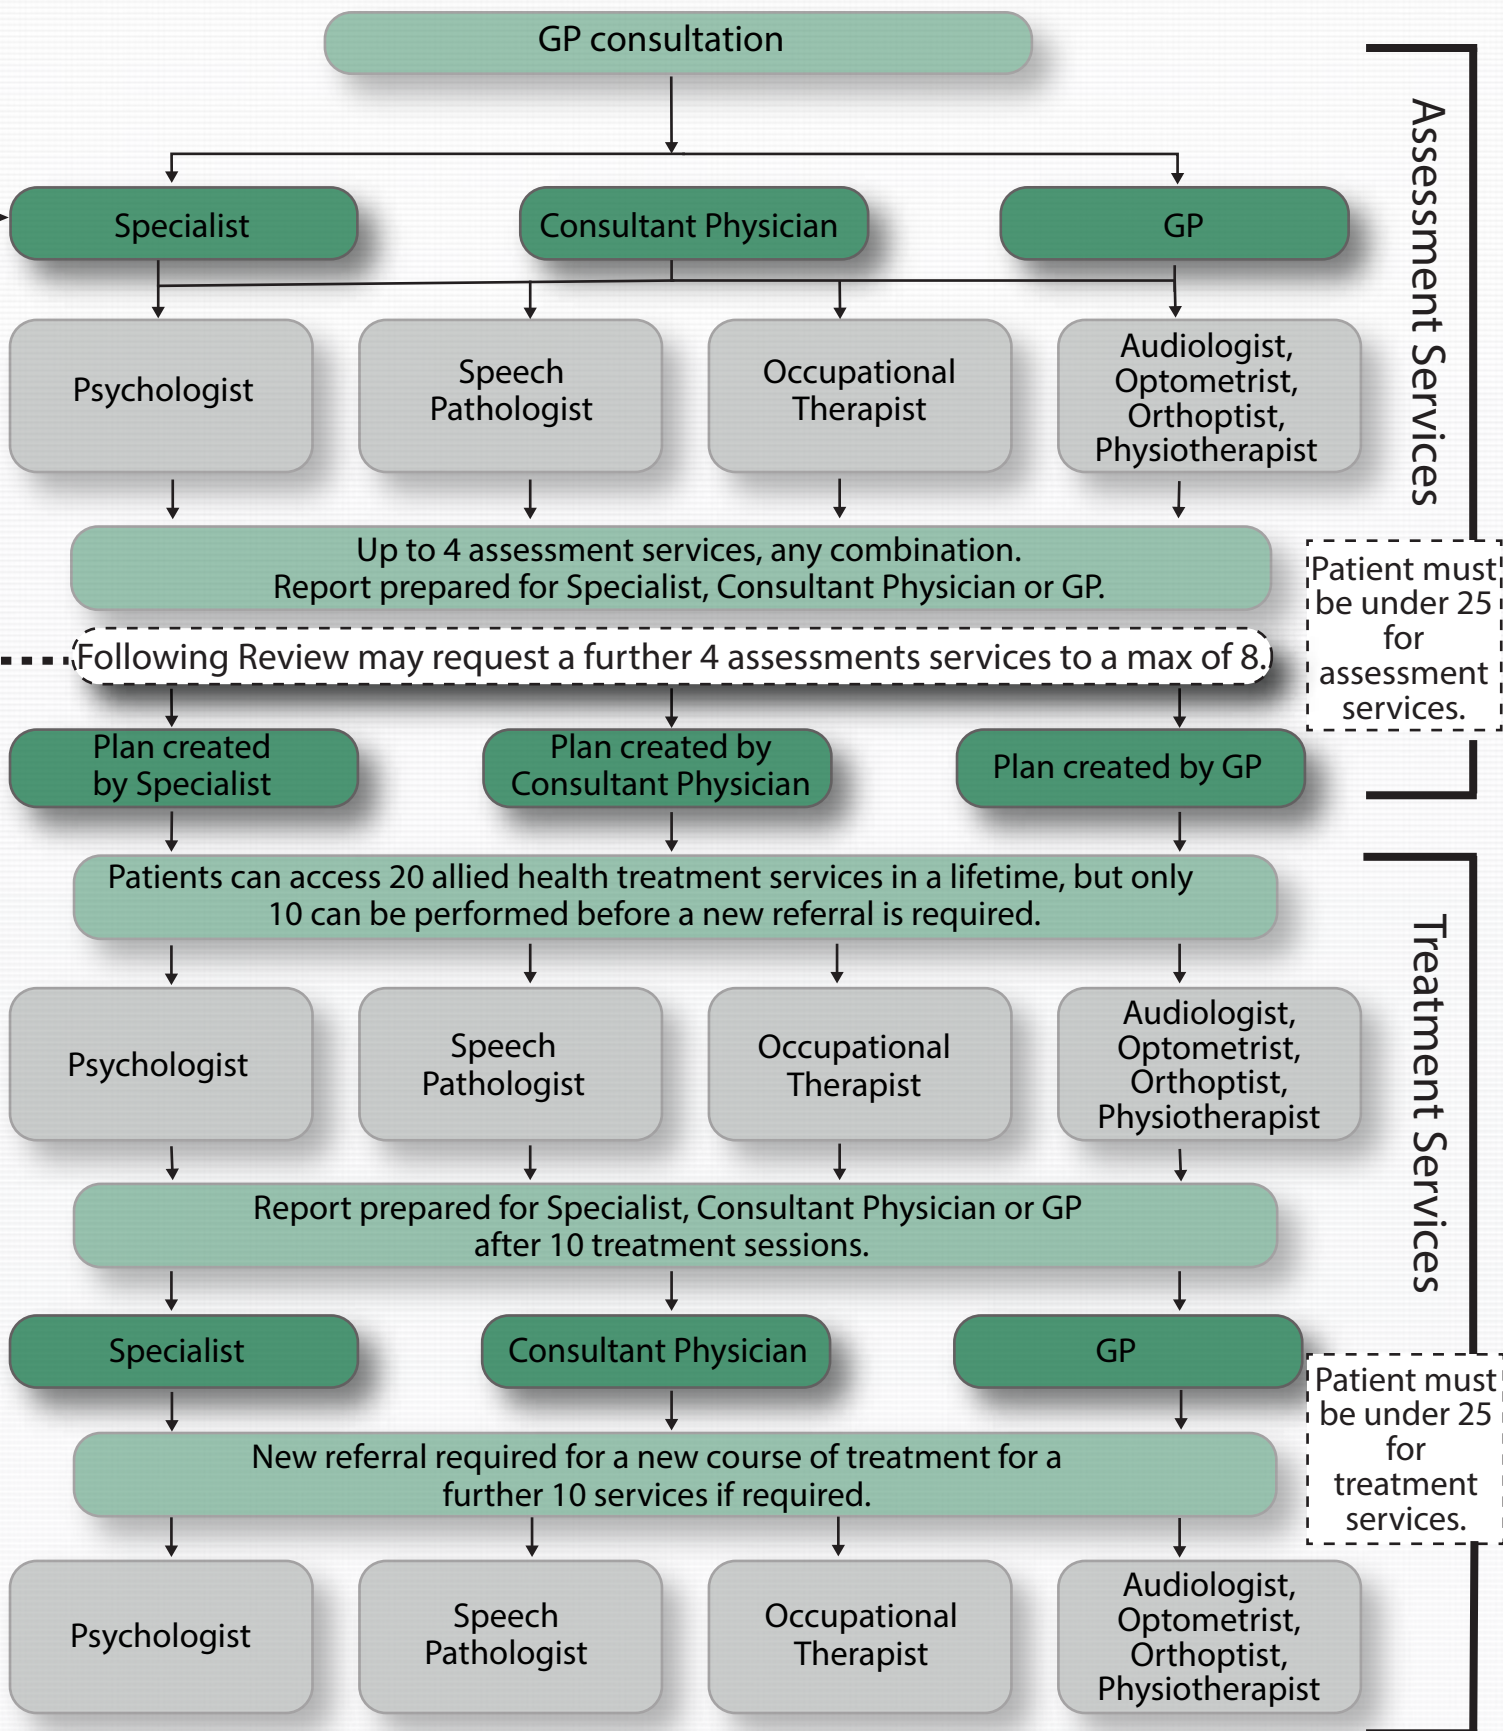 GP consultation
Assessment Services
Specialist
Consultant Physician
GP
Psychologist
Speech
Pathologist
Occupational
Therapist
Audiologist,
Optometrist,
Orthoptist,
Physiotherapist
Up to 4 assessment services, any combination.
Report prepared for Specialist, Consultant Physician or GP.
Patient must
be under 25
for
assessment
services.
Following Review may request a further 4 assessments services to a max of 8.
Plan created
by Specialist
Plan created by
Consultant Physician
Plan created by GP
Treatment Services
Patients can access 20 allied health treatment services in a lifetime, but only
10 can be performed before a new referral is required.
Psychologist
Speech
Pathologist
Occupational
Therapist
Audiologist,
Optometrist,
Orthoptist,
Physiotherapist
Report prepared for Specialist, Consultant Physician or GP
after 10 treatment sessions.
Specialist
Consultant Physician
GP
Patient must
be under 25
for
treatment
services.
New referral required for a new course of treatment for a
further 10 services if required.
Psychologist
Speech
Pathologist
Occupational
Therapist
Audiologist,
Optometrist,
Orthoptist,
Physiotherapist